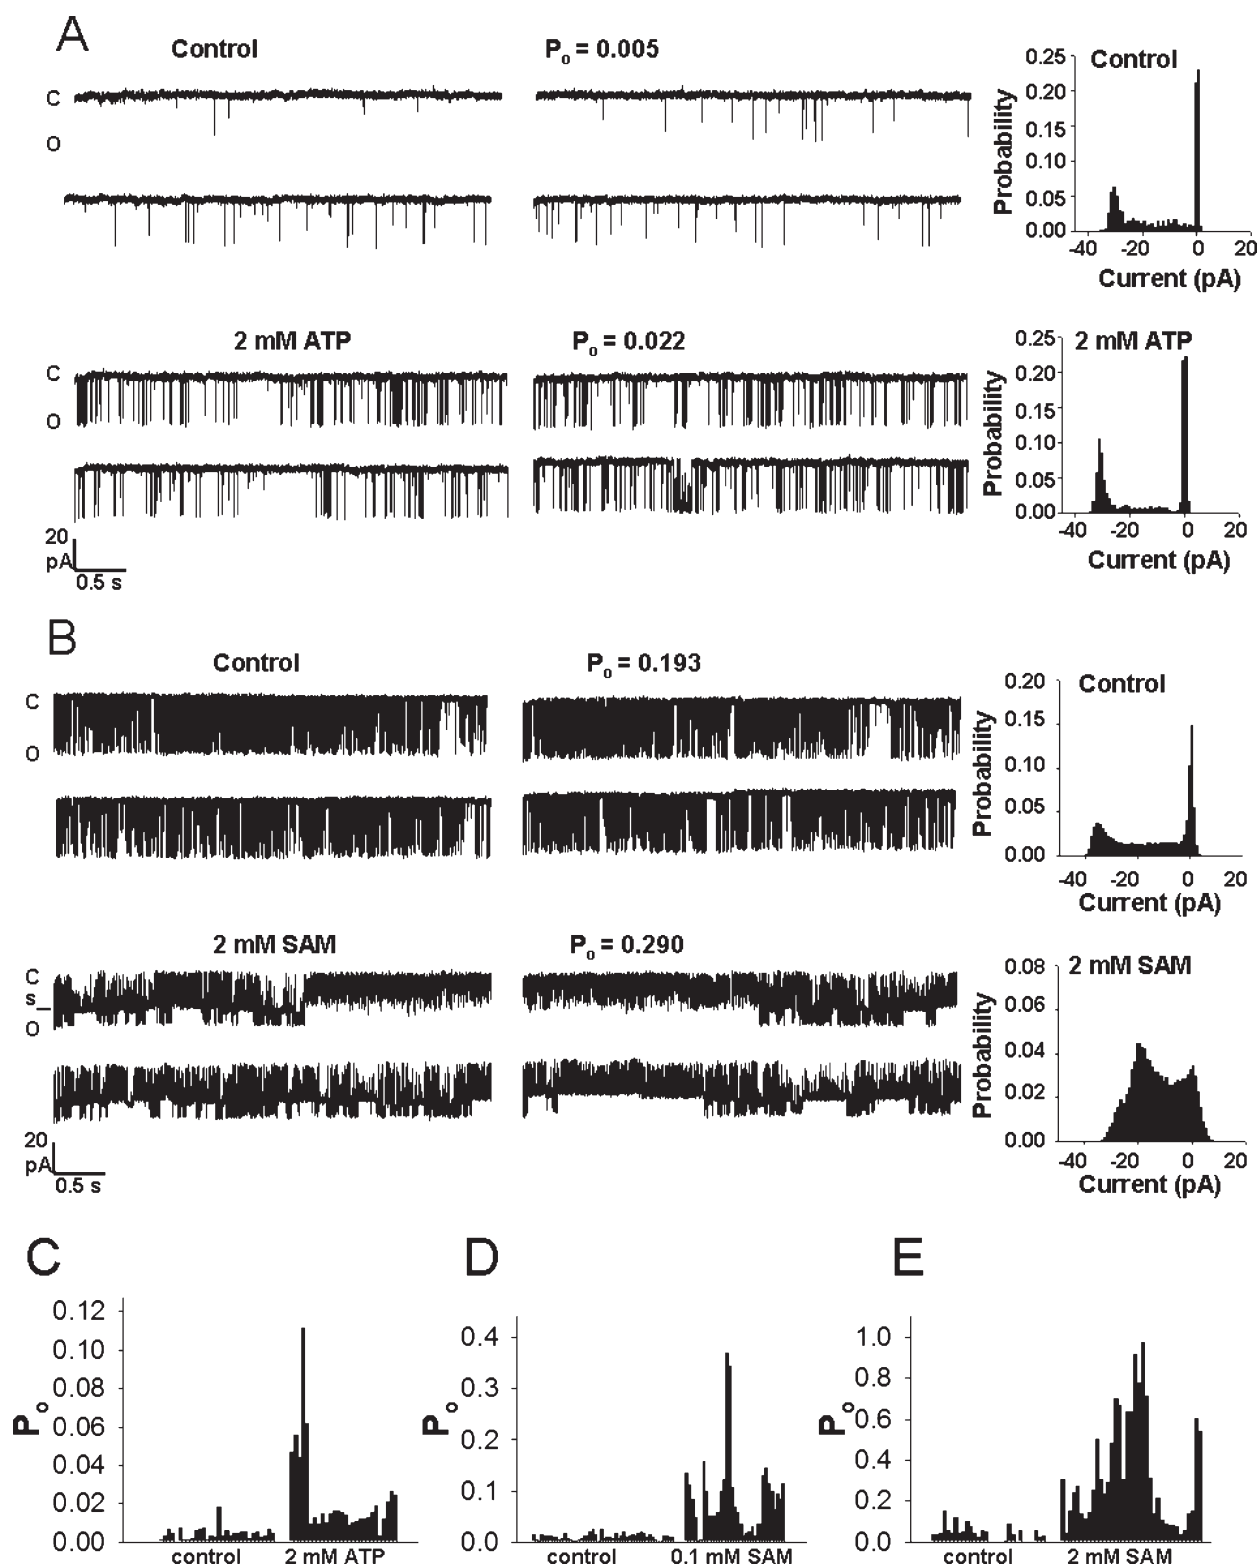 A
Control
Po = 0.005
C
O
0.25
0.20
0.15
0.10
0.05
0.00
Probability
Control
-40 -20 0 20
Current (pA)
2 mM ATP
Po = 0.022
C
O
20
pA
0.5 s
0.25
0.20
0.15
0.10
0.05
0.00
Probability
2 mM ATP
-40 -20 0 20
Current (pA)
B
Control
Po = 0.193
C
O
0.20
0.15
0.10
0.05
0.00
Probability
Control
-40 -20 0 20
Current (pA)
2 mM SAM
Po = 0.290
C
s
O
20
pA
0.5 s
0.08
0.06
0.04
0.02
0.00
Probability
2 mM SAM
-40 -20 0 20
Current (pA)
C
0.12
0.10
0.08
0.06
0.04
0.02
0.00
Po
control 2 mM ATP
D
0.4
0.3
0.2
0.1
0.0
Po
control 0.1 mM SAM
E
1.0
0.8
0.6
0.4
0.2
0.0
Po
control 2 mM SAM